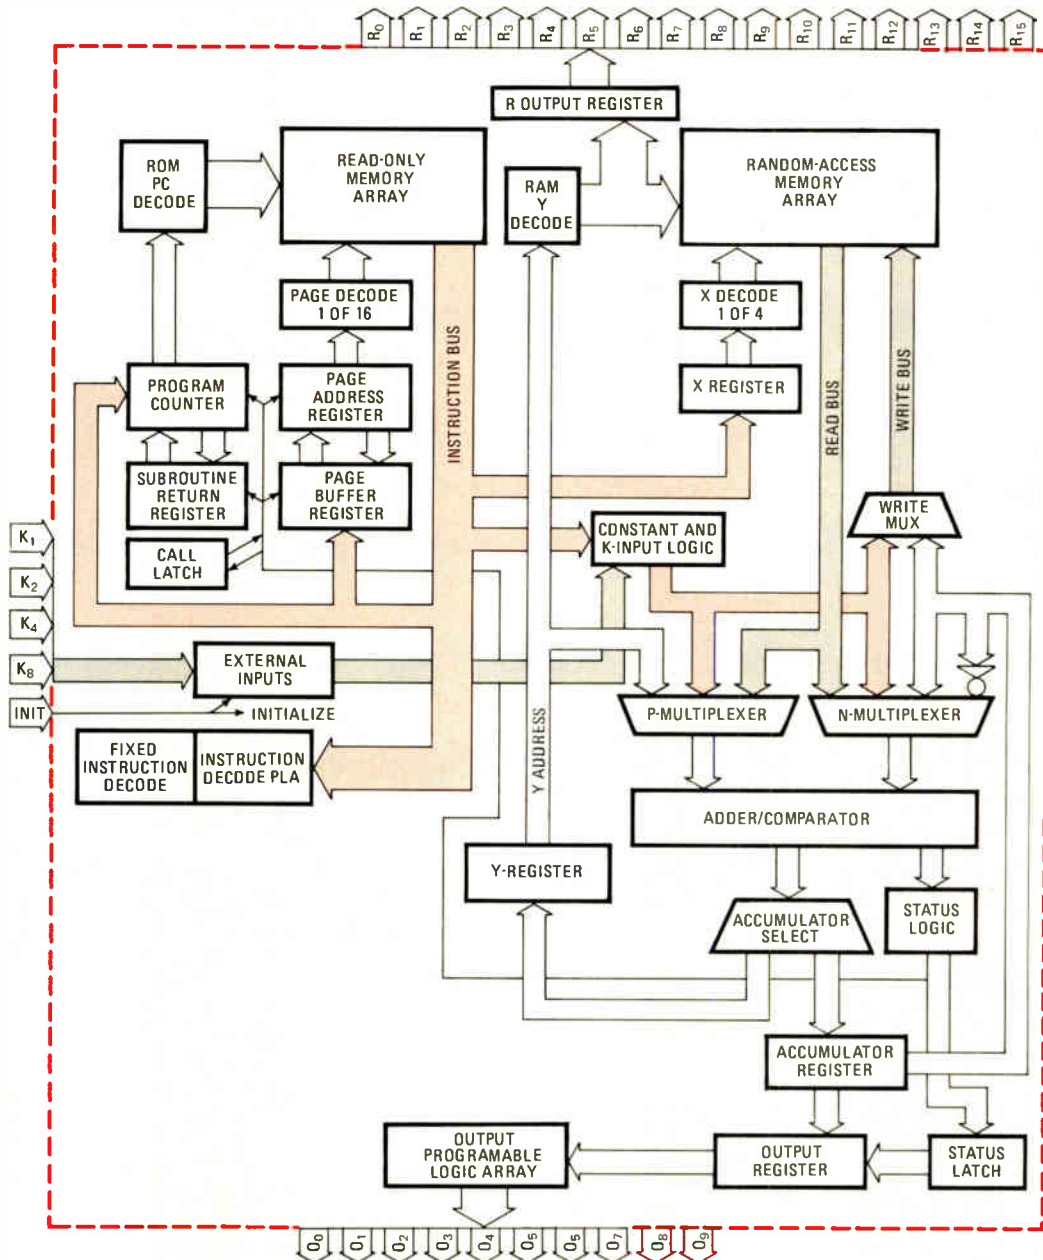 R0 R1 R2 R3 R4 R5 R6 R7 R8 R9 R10 R11 R12 R13 R14 R15
R OUTPUT REGISTER
ROM
PC
DECODE
READ-ONLY
MEMORY
ARRAY
RAM
Y
DECODE
RANDOM-ACCESS
MEMORY
ARRAY
PAGE DECODE
1 OF 16
X DECODE
1 OF 4
INSTRUCTION BUS
PROGRAM
COUNTER
PAGE
ADDRESS
REGISTER
X REGISTER
READ BUS
WRITE BUS
SUBROUTINE
RETURN
REGISTER
PAGE
BUFFER
REGISTER
WRITE
MUX
CONSTANT AND
K-INPUT LOGIC
CALL
LATCH
K1
K2
K4
K8
INIT
EXTERNAL
INPUTS
INITIALIZE
P-MULTIPLEXER
N-MULTIPLEXER
FIXED
INSTRUCTION
DECODE
INSTRUCTION
DECODE PLA
Y ADDRESS
ADDER/COMPARATOR
Y-REGISTER
ACCUMULATOR
SELECT
STATUS
LOGIC
ACCUMULATOR
REGISTER
OUTPUT
PROGRAMABLE
LOGIC ARRAY
OUTPUT
REGISTER
STATUS
LATCH
O0 O1 O2 O3 O4 O5 O5 O7 O8 O9